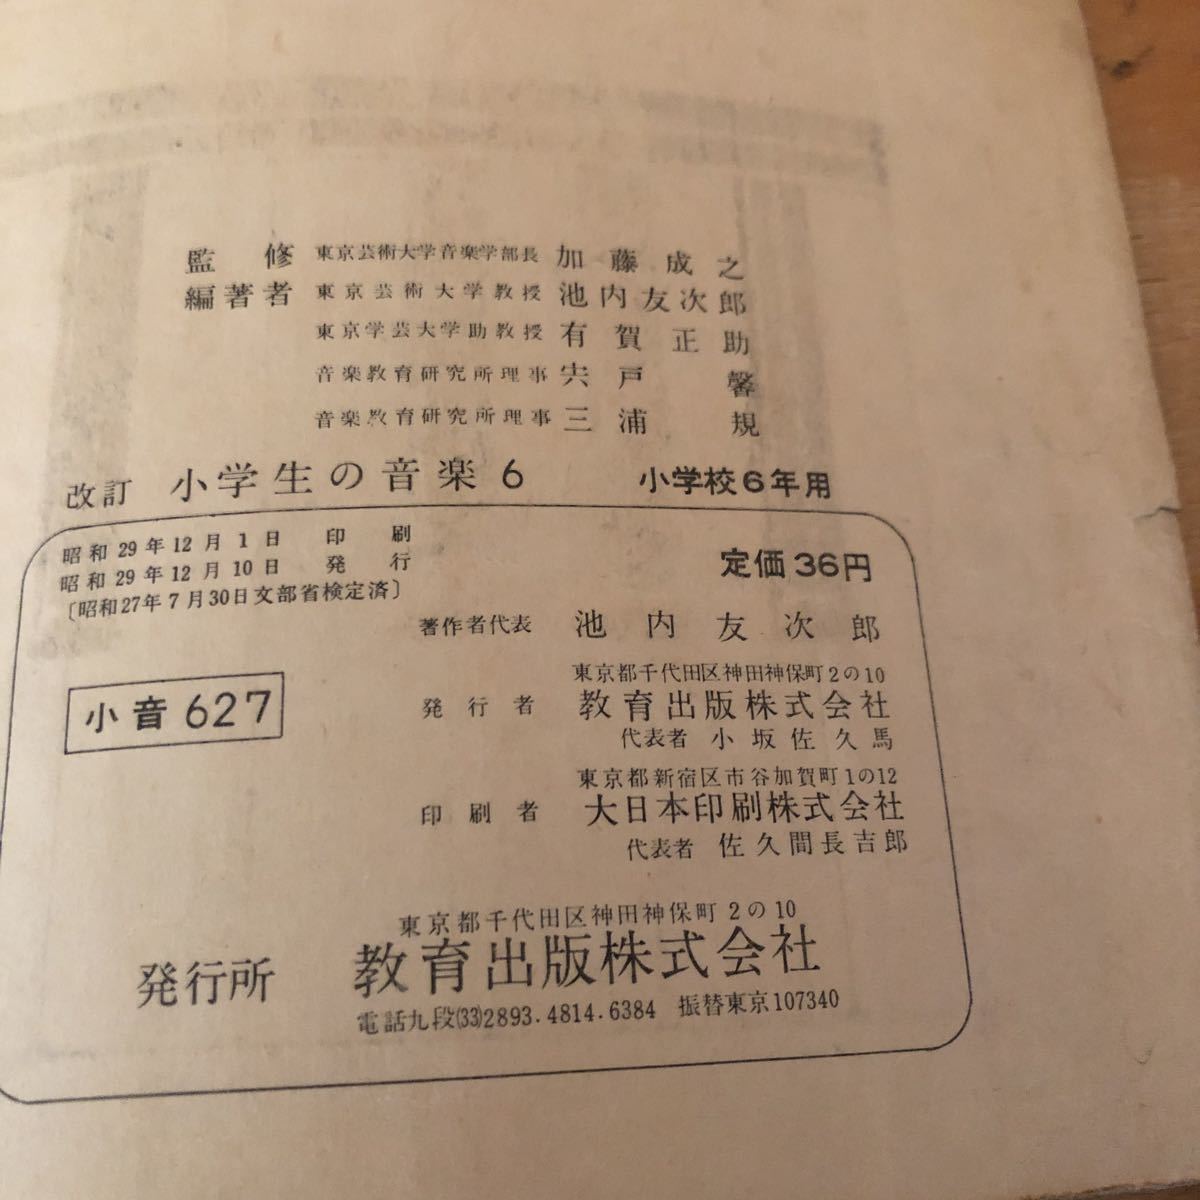 監修 東京芸術大学音楽学部長 加藤成之
編著者 東京芸術大学教授 池内友次郎
東京学芸大学助教授 有賀正助
音楽教育研究所理事 宍戸馨
音楽教育研究所理事 三浦規
改訂 小学生の音楽 6 小学校6年用
昭和29年12月1日 印刷
昭和29年12月10日 発行
〔昭和27年7月30日文部省検定済〕
定価36円
著作者代表 池内友次郎
小音627
東京都千代田区神田神保町2の10
発行者 教育出版株式会社
代表者 小坂佐久馬
東京都新宿区市谷加賀町1の12
印刷者 大日本印刷株式会社
代表者 佐久間長吉郎
東京都千代田区神田神保町2の10
発行所 教育出版株式会社
電話九段(33)2893.4814.6384 振替東京107340